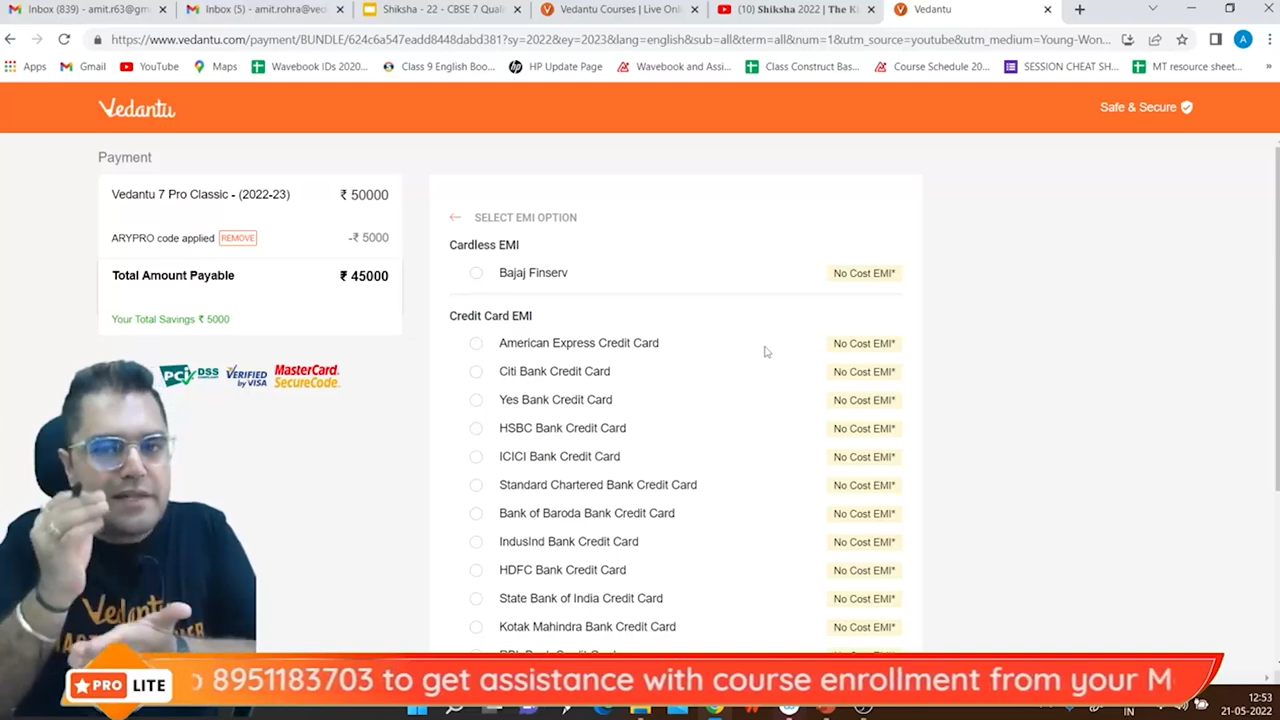 Inbox (839) - amit.r63@gm
Inbox (5) - amit.rohra@ved
Shiksha - 22 - CBSE 7 Qual
Vedantu Courses | Live Onli
(10) Shiksha 2022 | The K
Vedantu
https://www.vedantu.com/payment/BUNDLE/624c6a547eadd8448dabd381?sy=2022&ey=2023&lang=english&sub=all&term=all&num=1&utm_source=youtube&utm_medium=Young-Won...
A
Apps
Gmail
YouTube
Maps
Wavebook IDs 2020...
Class 9 English Boo...
HP Update Page
Wavebook and Assi...
Class Construct Bas...
Course Schedule 20...
SESSION CHEAT SH...
MT resource sheet...
»
Vedantu
Safe & Secure
Payment
Vedantu 7 Pro Classic - (2022-23) ₹ 50000
ARYPRO code applied REMOVE -₹ 5000
Total Amount Payable ₹ 45000
Your Total Savings ₹ 5000
PCI DSS COMPLIANT
VERIFIED by VISA
MasterCard. SecureCode.
SELECT EMI OPTION
Cardless EMI
Bajaj Finserv No Cost EMI*
Credit Card EMI
American Express Credit Card No Cost EMI*
Citi Bank Credit Card No Cost EMI*
Yes Bank Credit Card No Cost EMI*
HSBC Bank Credit Card No Cost EMI*
ICICI Bank Credit Card No Cost EMI*
Standard Chartered Bank Credit Card No Cost EMI*
Bank of Baroda Bank Credit Card No Cost EMI*
IndusInd Bank Credit Card No Cost EMI*
HDFC Bank Credit Card No Cost EMI*
State Bank of India Credit Card No Cost EMI*
Kotak Mahindra Bank Credit Card No Cost EMI*
Vedantu
PRO LITE
8951183703 to get assistance with course enrollment from your M
IN
12:53
21-05-2022